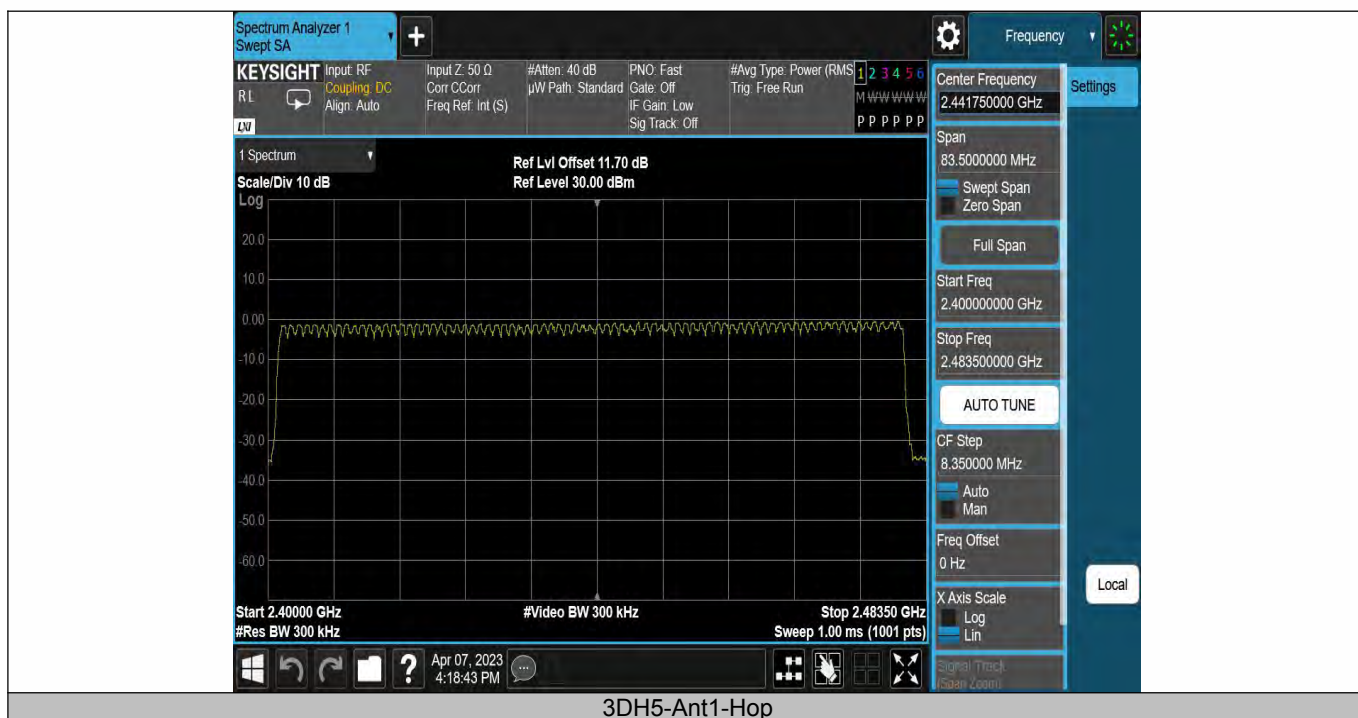 Spectrum Analyzer 1
Swept SA
+
Frequency
KEYSIGHT
R L
LXI
Input: RF
Coupling: DC
Align: Auto
Input Z: 50 Ω
Corr CCorr
Freq Ref: Int (S)
#Atten: 40 dB
µW Path: Standard
PNO: Fast
Gate: Off
IF Gain: Low
Sig Track: Off
#Avg Type: Power (RMS
Trig: Free Run
1 2 3 4 5 6
M W W W W W
P P P P P P
Center Frequency
2.441750000 GHz
Settings
Span
83.5000000 MHz
Swept Span
Zero Span
Full Span
Start Freq
2.400000000 GHz
Stop Freq
2.483500000 GHz
AUTO TUNE
CF Step
8.350000 MHz
Auto
Man
Freq Offset
0 Hz
X Axis Scale
Log
Lin
Signal Track
(Span Zoom)
Local
1 Spectrum
Scale/Div 10 dB
Ref Lvl Offset 11.70 dB
Ref Level 30.00 dBm
Log
20.0
10.0
0.00
-10.0
-20.0
-30.0
-40.0
-50.0
-60.0
Start 2.40000 GHz
#Video BW 300 kHz
Stop 2.48350 GHz
#Res BW 300 kHz
Sweep 1.00 ms (1001 pts)
?
Apr 07, 2023
4:18:43 PM
3DH5-Ant1-Hop